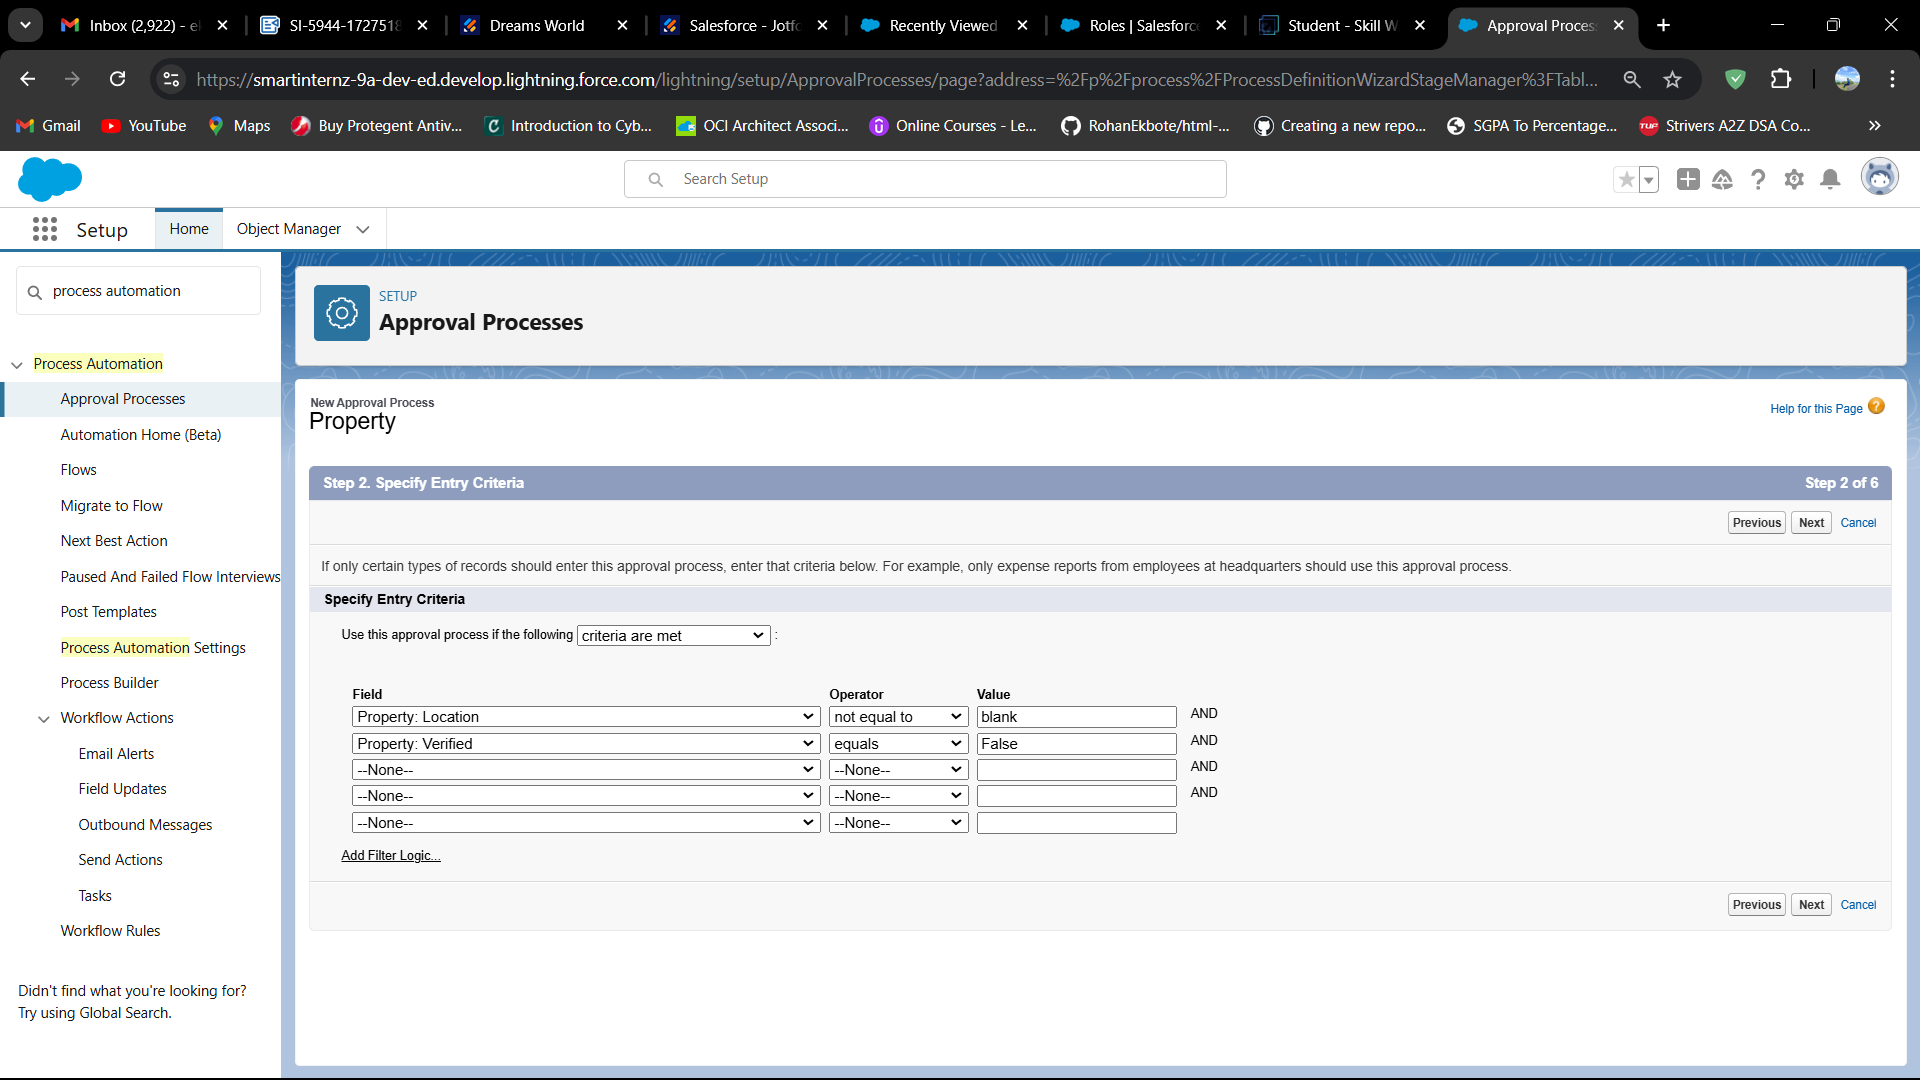 Inbox (2,922) - el
SI-5944-1727518
Dreams World
Salesforce - Jotfo
Recently Viewed
Roles | Salesforce
Student - Skill W
Approval Process
https://smartinternz-9a-dev-ed.develop.lightning.force.com/lightning/setup/ApprovalProcesses/page?address=%2Fp%2Fprocess%2FProcessDefinitionWizardStageManager%3FTabl...
Gmail
YouTube
Maps
Buy Protegent Antiv...
Introduction to Cyb...
OCI Architect Associ...
Online Courses - Le...
RohanEkbote/html-...
Creating a new repo...
SGPA To Percentage...
Strivers A2Z DSA Co...
Search Setup
Setup
Home
Object Manager
process automation
Process Automation
Approval Processes
Automation Home (Beta)
Flows
Migrate to Flow
Next Best Action
Paused And Failed Flow Interviews
Post Templates
Process Automation Settings
Process Builder
Workflow Actions
Email Alerts
Field Updates
Outbound Messages
Send Actions
Tasks
Workflow Rules
Didn't find what you're looking for?
Try using Global Search.
SETUP
Approval Processes
New Approval Process
Property
Help for this Page
Step 2. Specify Entry Criteria
Step 2 of 6
Previous Next Cancel
If only certain types of records should enter this approval process, enter that criteria below. For example, only expense reports from employees at headquarters should use this approval process.
Specify Entry Criteria
Use this approval process if the following criteria are met :
Field Operator Value
Property: Location not equal to blank AND
Property: Verified equals False AND
--None-- --None-- AND
--None-- --None-- AND
--None-- --None--
Add Filter Logic...
Previous Next Cancel